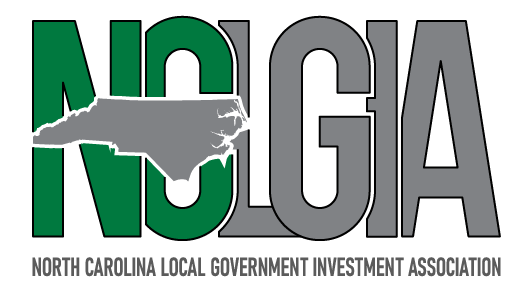 NCLGIA
NORTH CAROLINA LOCAL GOVERNMENT INVESTMENT ASSOCIATION